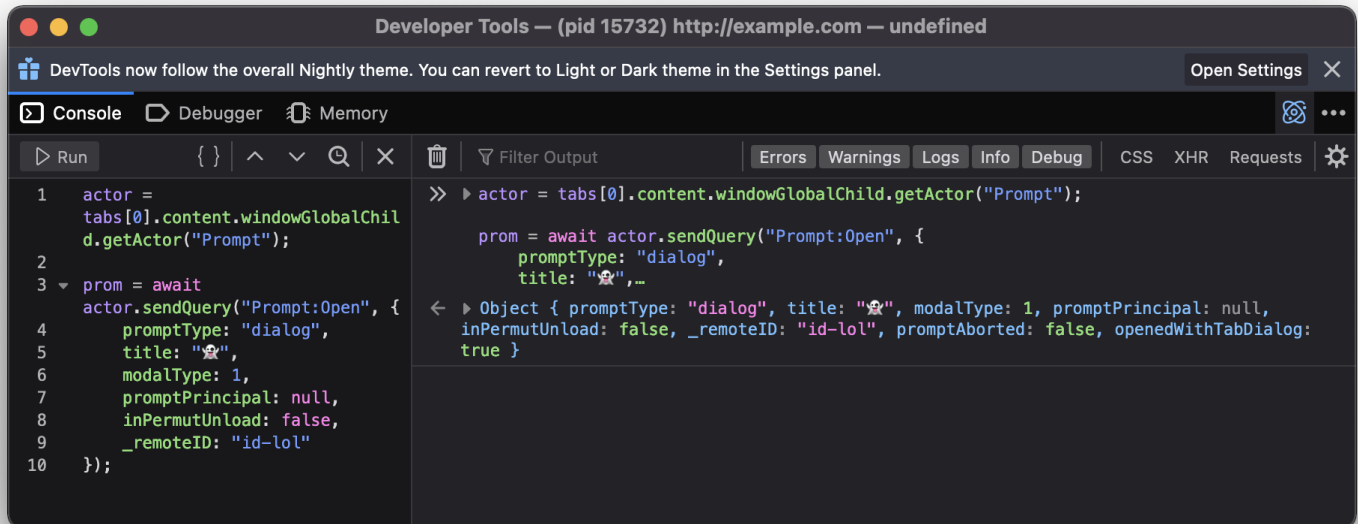 Developer Tools — (pid 15732) http://example.com — undefined
DevTools now follow the overall Nightly theme. You can revert to Light or Dark theme in the Settings panel.
Open Settings
Console Debugger Memory
Run { }
Filter Output Errors Warnings Logs Info Debug CSS XHR Requests
1 actor =
tabs[0].content.windowGlobalChil
d.getActor("Prompt");
2
3 prom = await
actor.sendQuery("Prompt:Open", {
4 promptType: "dialog",
5 title: "👻",
6 modalType: 1,
7 promptPrincipal: null,
8 inPermutUnload: false,
9 _remoteID: "id-lol"
10 });
actor = tabs[0].content.windowGlobalChild.getActor("Prompt");
prom = await actor.sendQuery("Prompt:Open", {
promptType: "dialog",
title: "👻",…
Object { promptType: "dialog", title: "👻", modalType: 1, promptPrincipal: null,
inPermutUnload: false, _remoteID: "id-lol", promptAborted: false, openedWithTabDialog:
true }